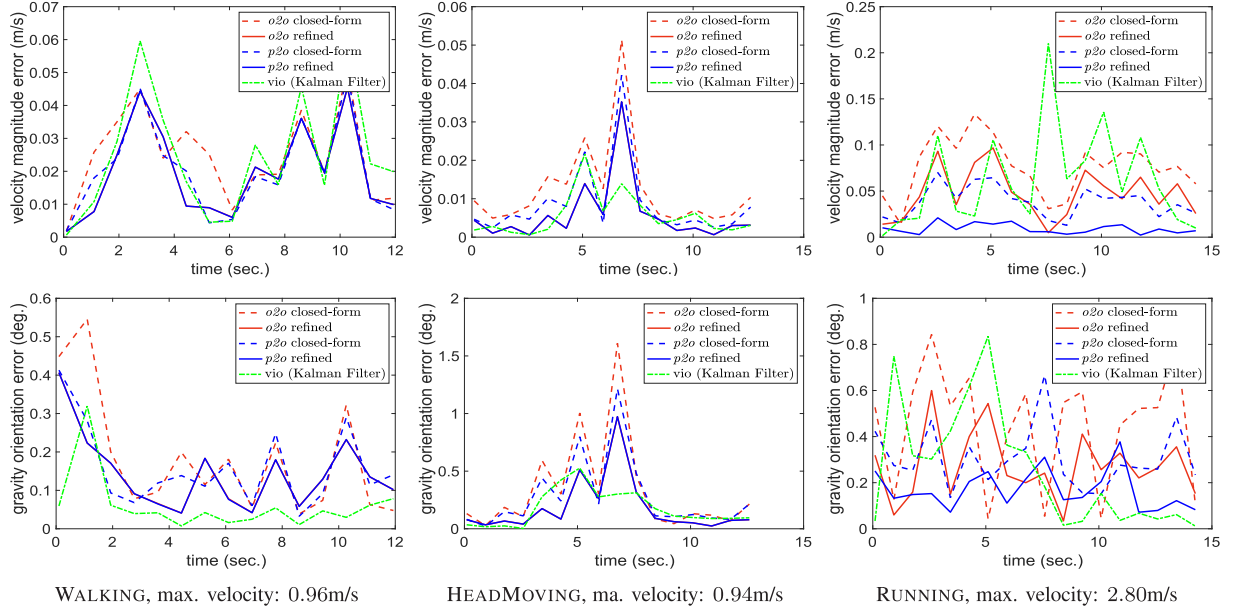 velocity magnitude error (m/s)
0.07
0.06
0.05
0.04
0.03
0.02
0.01
0
0 2 4 6 8 10 12
time (sec.)
o2o closed-form
o2o refined
p2o closed-form
p2o refined
vio (Kalman Filter)
velocity magnitude error (m/s)
0.06
0.05
0.04
0.03
0.02
0.01
0
0 5 10 15
time (sec.)
o2o closed-form
o2o refined
p2o closed-form
p2o refined
vio (Kalman Filter)
velocity magnitude error (m/s)
0.25
0.2
0.15
0.1
0.05
0
0 5 10 15
time (sec.)
o2o closed-form
o2o refined
p2o closed-form
p2o refined
vio (Kalman Filter)
gravity orientation error (deg.)
0.6
0.5
0.4
0.3
0.2
0.1
0
0 2 4 6 8 10 12
time (sec.)
o2o closed-form
o2o refined
p2o closed-form
p2o refined
vio (Kalman Filter)
gravity orientation error (deg.)
2
1.5
1
0.5
0
0 5 10 15
time (sec.)
o2o closed-form
o2o refined
p2o closed-form
p2o refined
vio (Kalman Filter)
gravity orientation error (deg.)
1
0.8
0.6
0.4
0.2
0
0 5 10 15
time (sec.)
o2o closed-form
o2o refined
p2o closed-form
p2o refined
vio (Kalman Filter)
WALKING, max. velocity: 0.96m/s
HEADMOVING, ma. velocity: 0.94m/s
RUNNING, max. velocity: 2.80m/s